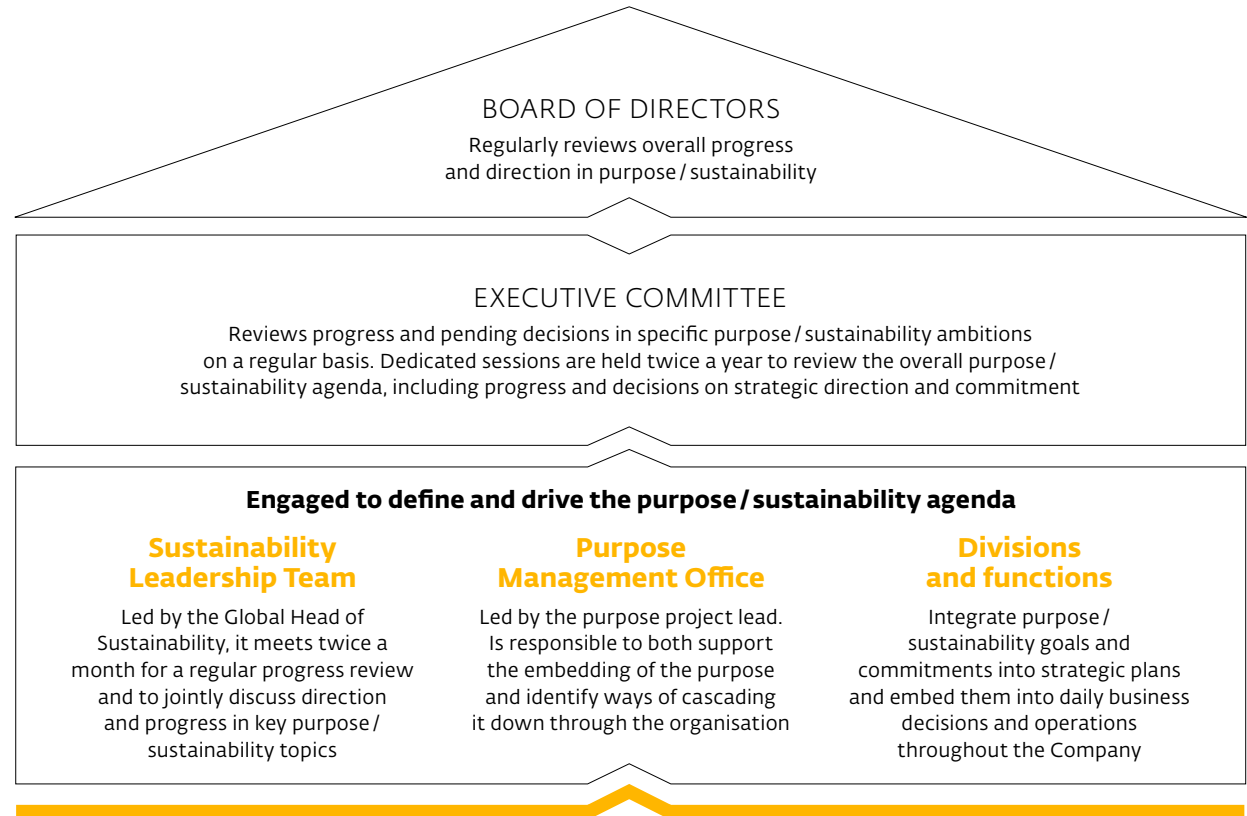 BOARD OF DIRECTORS
Regularly reviews overall progress
and direction in purpose / sustainability
EXECUTIVE COMMITTEE
Reviews progress and pending decisions in specific purpose / sustainability ambitions
on a regular basis. Dedicated sessions are held twice a year to review the overall purpose /
sustainability agenda, including progress and decisions on strategic direction and commitment
Engaged to define and drive the purpose / sustainability agenda
Sustainability
Leadership Team
Led by the Global Head of
Sustainability, it meets twice a
month for a regular progress review
and to jointly discuss direction
and progress in key purpose /
sustainability topics
Purpose
Management Office
Led by the purpose project lead.
Is responsible to both support
the embedding of the purpose
and identify ways of cascading
it down through the organisation
Divisions
and functions
Integrate purpose /
sustainability goals and
commitments into strategic plans
and embed them into daily business
decisions and operations
throughout the Company